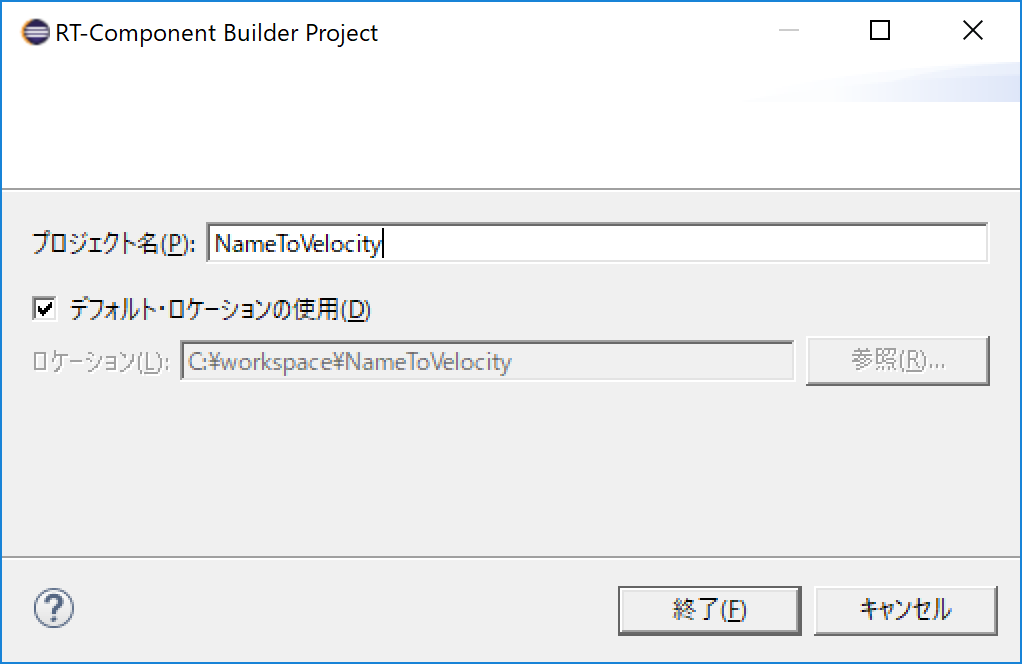 RT-Component Builder Project
プロジェクト名(P): NameToVelocity
デフォルト・ロケーションの使用(D)
ロケーション(L): C:¥workspace¥NameToVelocity 参照(R)...
? 終了(F) キャンセル